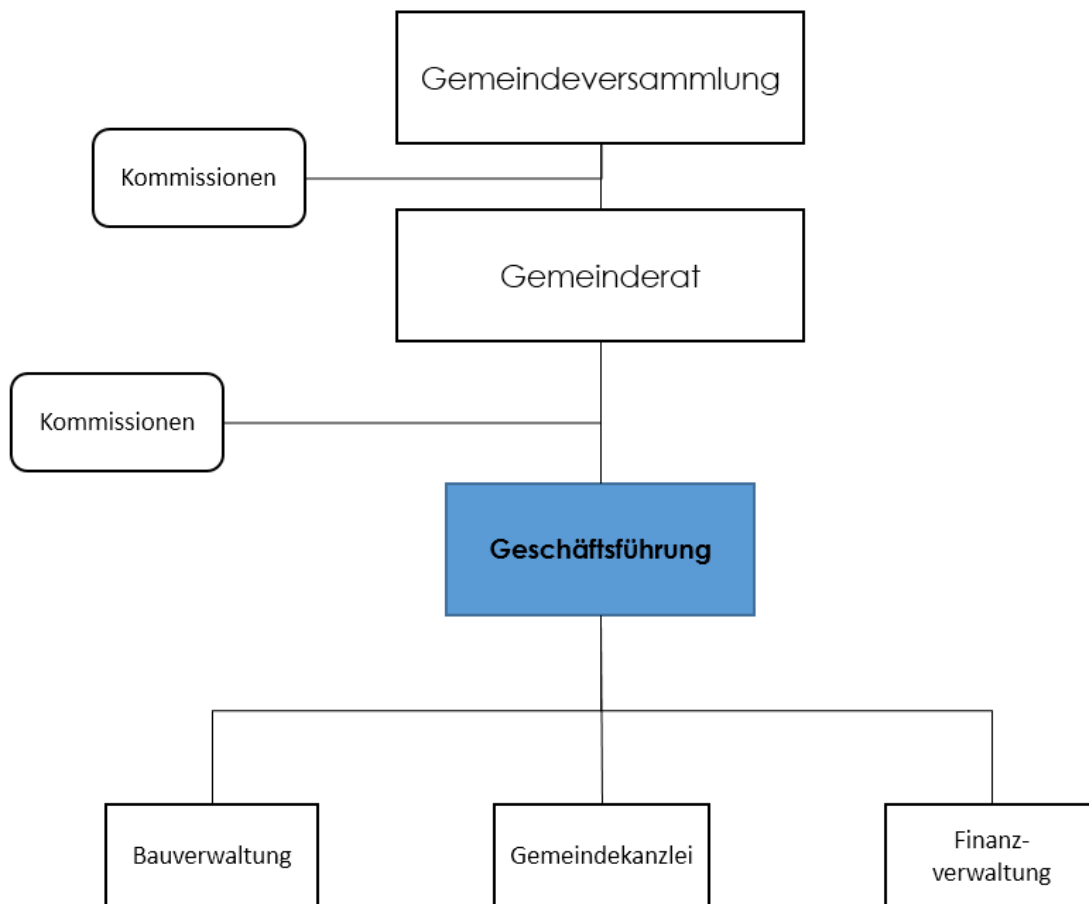 Gemeindeversammlung
Kommissionen
Gemeinderat
Kommissionen
Geschäftsführung
Bauverwaltung
Gemeindekanzlei
Finanz-
verwaltung